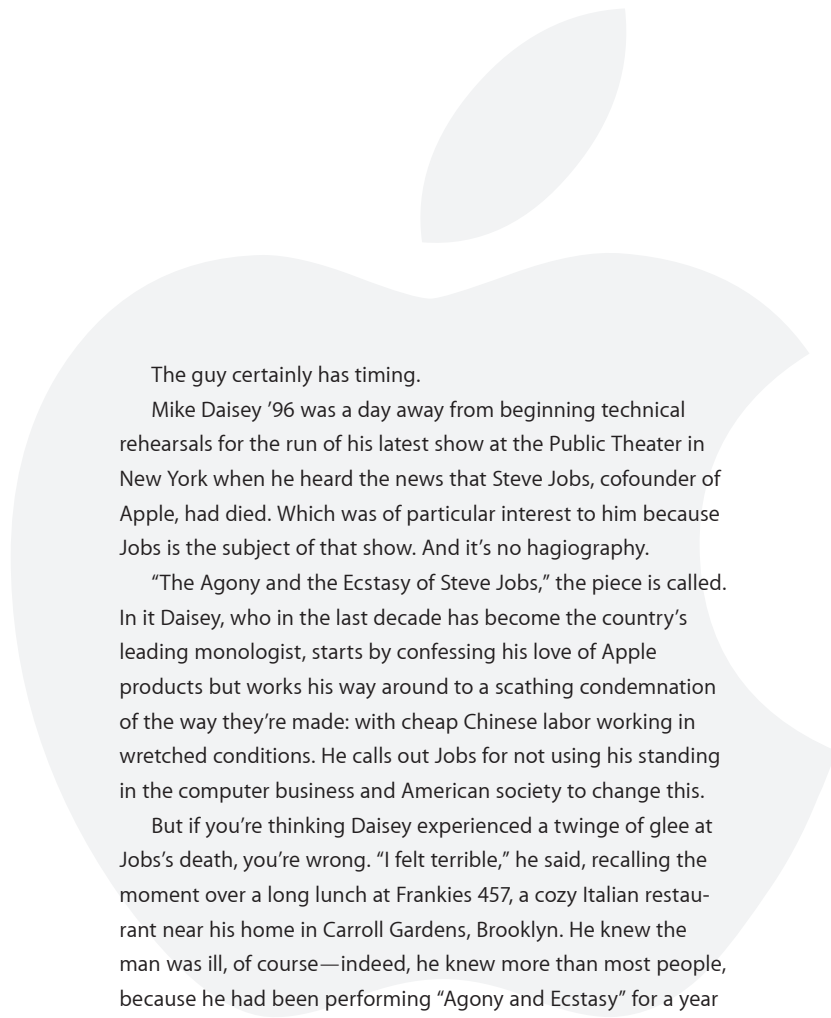 The guy certainly has timing.
Mike Daisey ’96 was a day away from beginning technical
rehearsals for the run of his latest show at the Public Theater in
New York when he heard the news that Steve Jobs, cofounder of
Apple, had died. Which was of particular interest to him because
Jobs is the subject of that show. And it’s no hagiography.
“The Agony and the Ecstasy of Steve Jobs,” the piece is called.
In it Daisey, who in the last decade has become the country’s
leading monologist, starts by confessing his love of Apple
products but works his way around to a scathing condemnation
of the way they’re made: with cheap Chinese labor working in
wretched conditions. He calls out Jobs for not using his standing
in the computer business and American society to change this.
But if you’re thinking Daisey experienced a twinge of glee at
Jobs’s death, you’re wrong. “I felt terrible,” he said, recalling the
moment over a long lunch at Frankies 457, a cozy Italian restau-
rant near his home in Carroll Gardens, Brooklyn. He knew the
man was ill, of course—indeed, he knew more than most people,
because he had been performing “Agony and Ecstasy” for a year